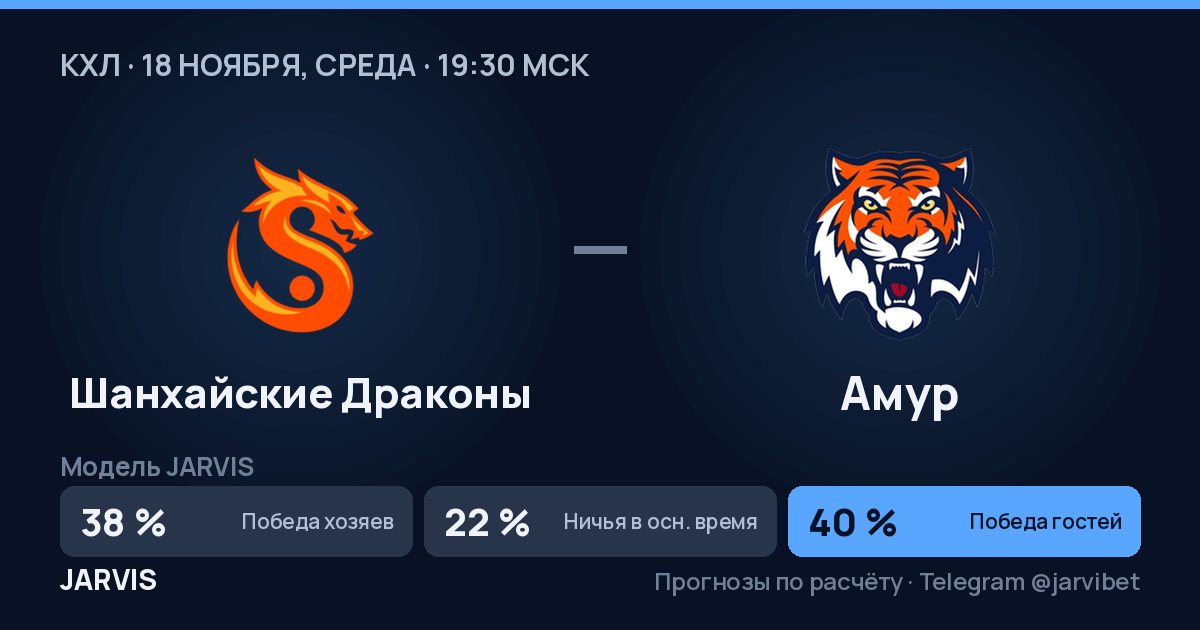 КХЛ · 18 НОЯБРЯ, СРЕДА · 19:30 МСК
—
Шанхайские Драконы
Амур
Модель JARVIS
38 % Победа хозяев
22 % Ничья в осн. время
40 % Победа гостей
JARVIS
Прогнозы по расчёту · Telegram @jarvibet